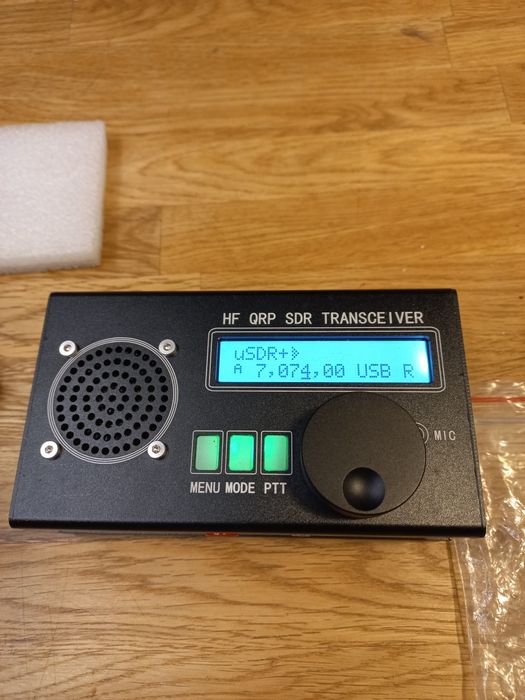 HF QRP SDR TRANSCEIVER
uSDR+
A 7,074,00 USB R
MIC
MENU MODE PTT